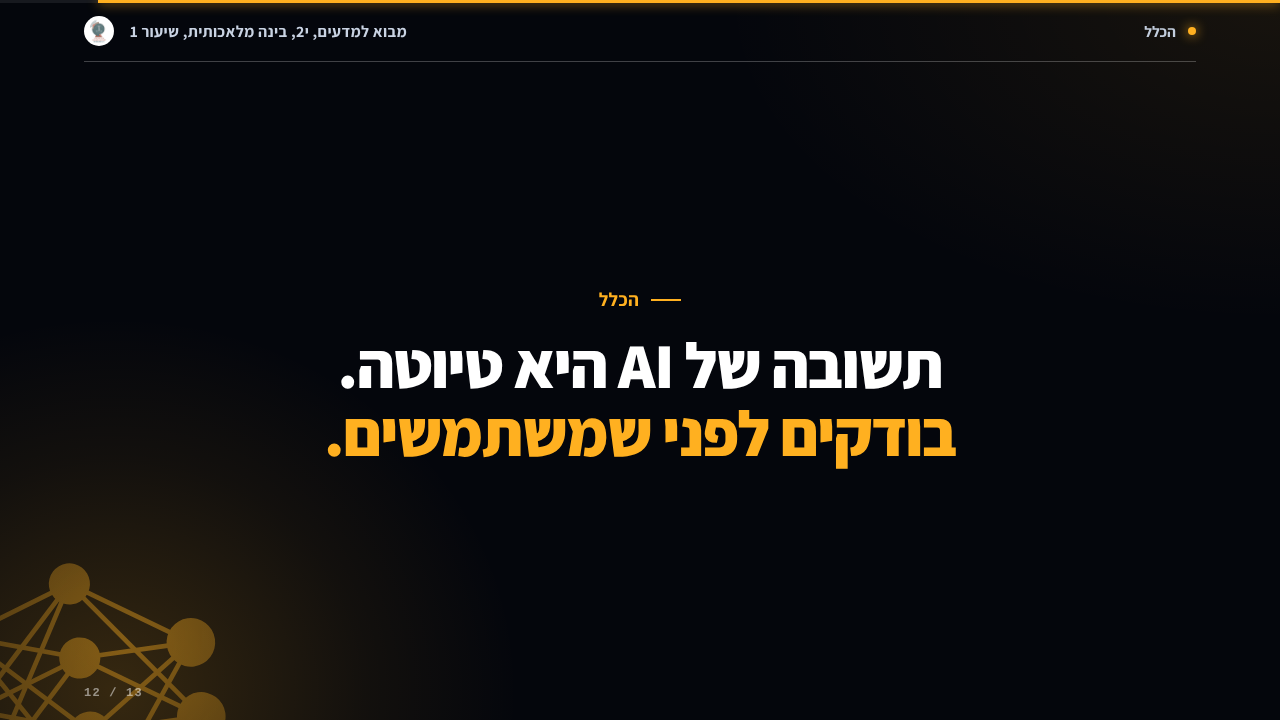 הכלל
מבוא למדעים, י2, בינה מלאכותית, שיעור 1
הכלל
תשובה של AI היא טיוטה.
בודקים לפני שמשתמשים.
12 / 13